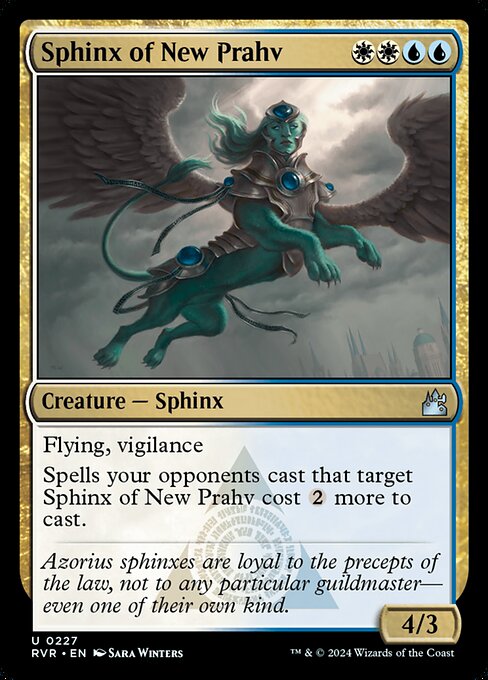 Sphinx of New Prahv
Creature — Sphinx
Flying, vigilance
Spells your opponents cast that target
Sphinx of New Prahv cost 2 more to
cast.
Azorius sphinxes are loyal to the precepts of
the law, not to any particular guildmaster—
even one of their own kind.
4/3
U 0227
RVR • EN Sara Winters
™ & © 2024 Wizards of the Coast